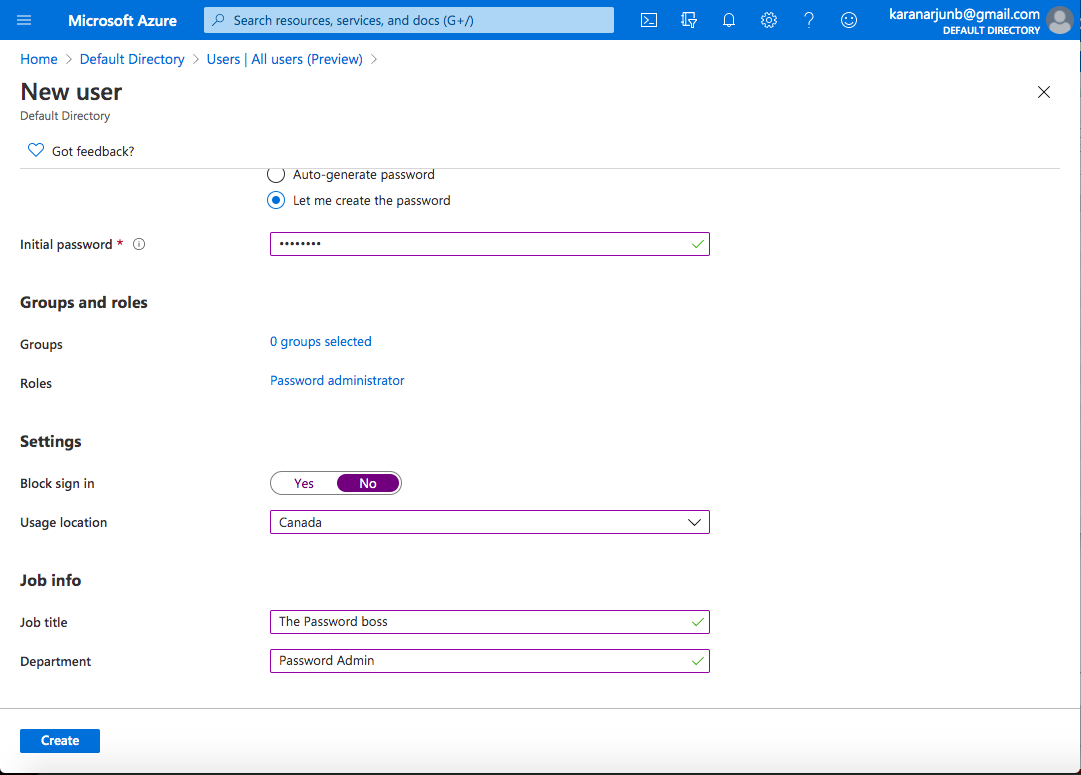 Microsoft Azure
Search resources, services, and docs (G+/)
karanarjunb@gmail.com
DEFAULT DIRECTORY
Home > Default Directory > Users | All users (Preview) >
New user
Default Directory
Got feedback?
Auto-generate password
Let me create the password
Initial password *
••••••••
Groups and roles
Groups
0 groups selected
Roles
Password administrator
Settings
Block sign in
Yes No
Usage location
Canada
Job info
Job title
The Password boss
Department
Password Admin
Create